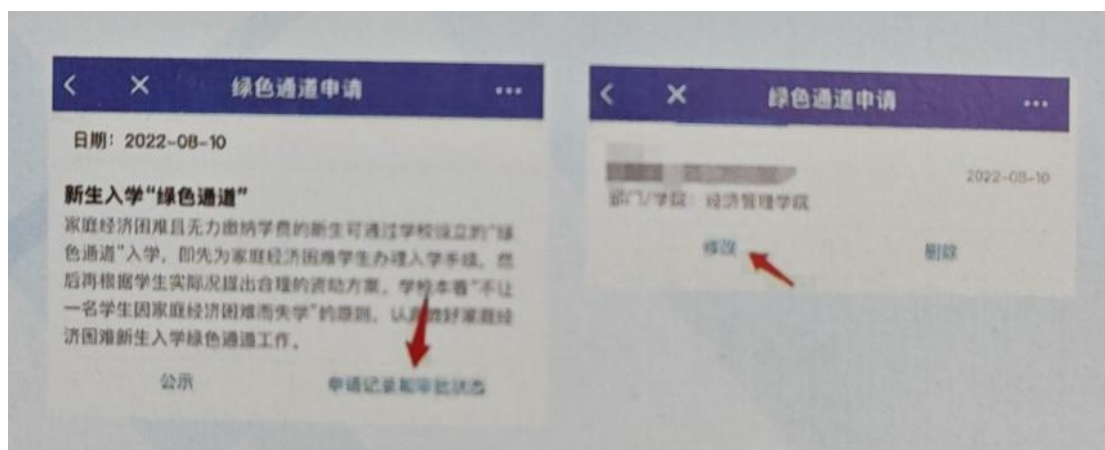 绿色通道申请
日期：2022-08-10
新生入学“绿色通道”
家庭经济困难且无力缴纳学费的新生可通过学校设立的“绿
色通道”入学，即先为家庭经济困难学生办理入学手续，然
后再根据学生实际况提出合理的资助方案，学校本着“不让
一名学生因家庭经济困难而失学”的原则，认真做好家庭经
济困难新生入学绿色通道工作。
公示
申请记录和审批状态
绿色通道申请
2022-08-10
部门/学院：经济管理学院
修改
删除